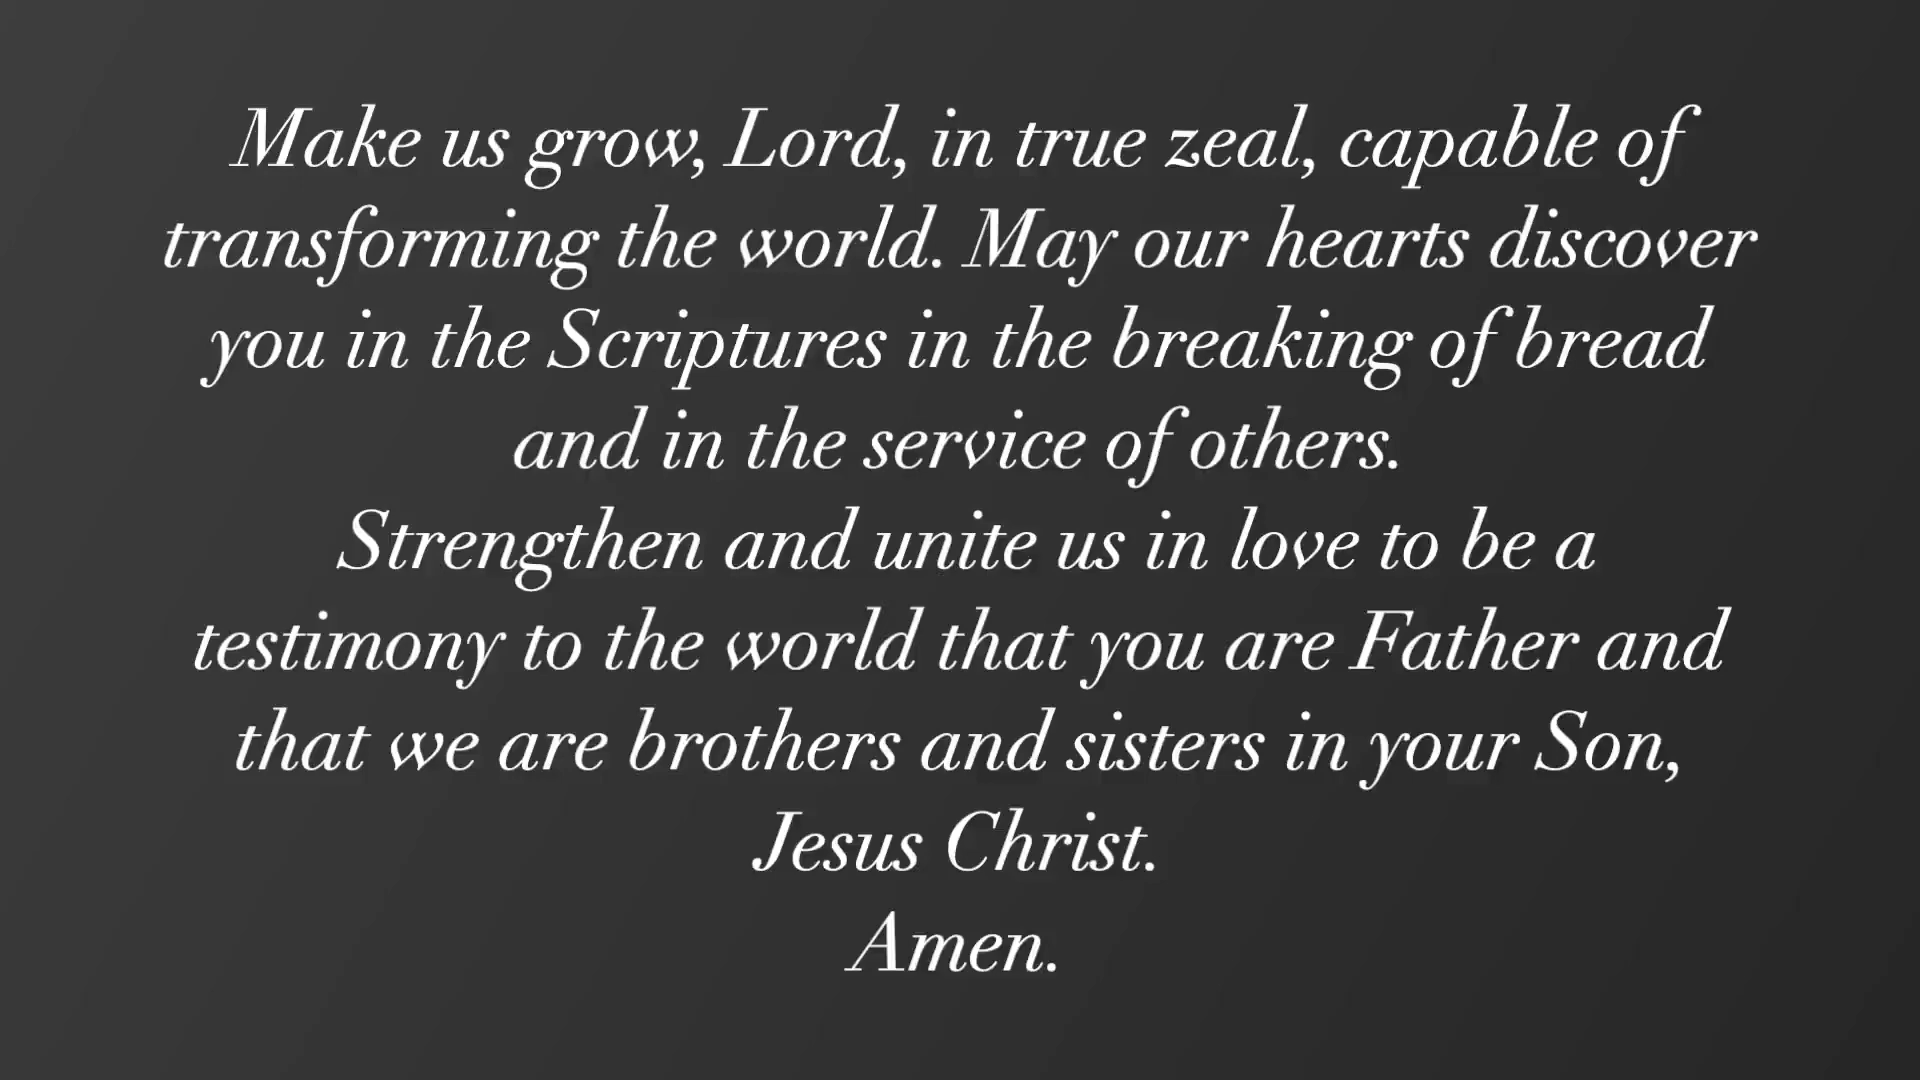 Make us grow, Lord, in true zeal, capable of
transforming the world. May our hearts discover
you in the Scriptures in the breaking of bread
and in the service of others.
Strengthen and unite us in love to be a
testimony to the world that you are Father and
that we are brothers and sisters in your Son,
Jesus Christ.
Amen.